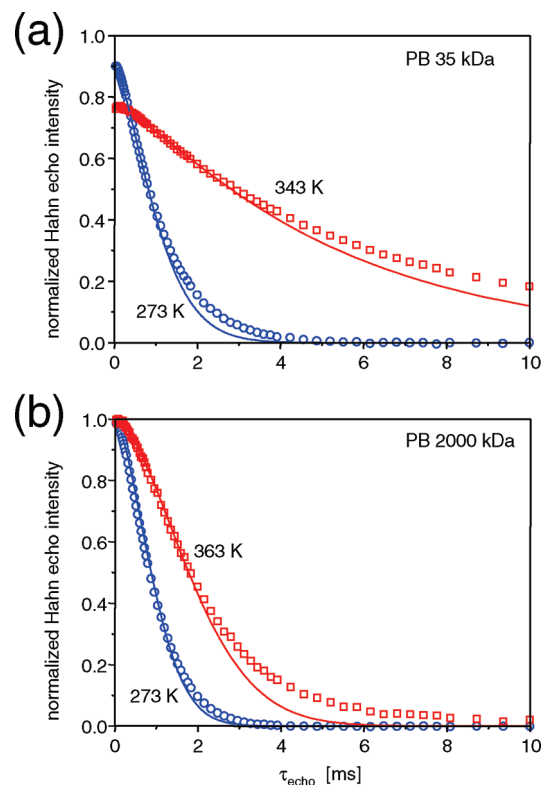 (a)
PB 35 kDa
normalized Hahn echo intensity
1.0
0.8
0.6
0.4
0.2
0.0
343 K
273 K
0 2 4 6 8 10
(b)
PB 2000 kDa
normalized Hahn echo intensity
1.0
0.8
0.6
0.4
0.2
0.0
363 K
273 K
0 2 4 6 8 10
τecho [ms]